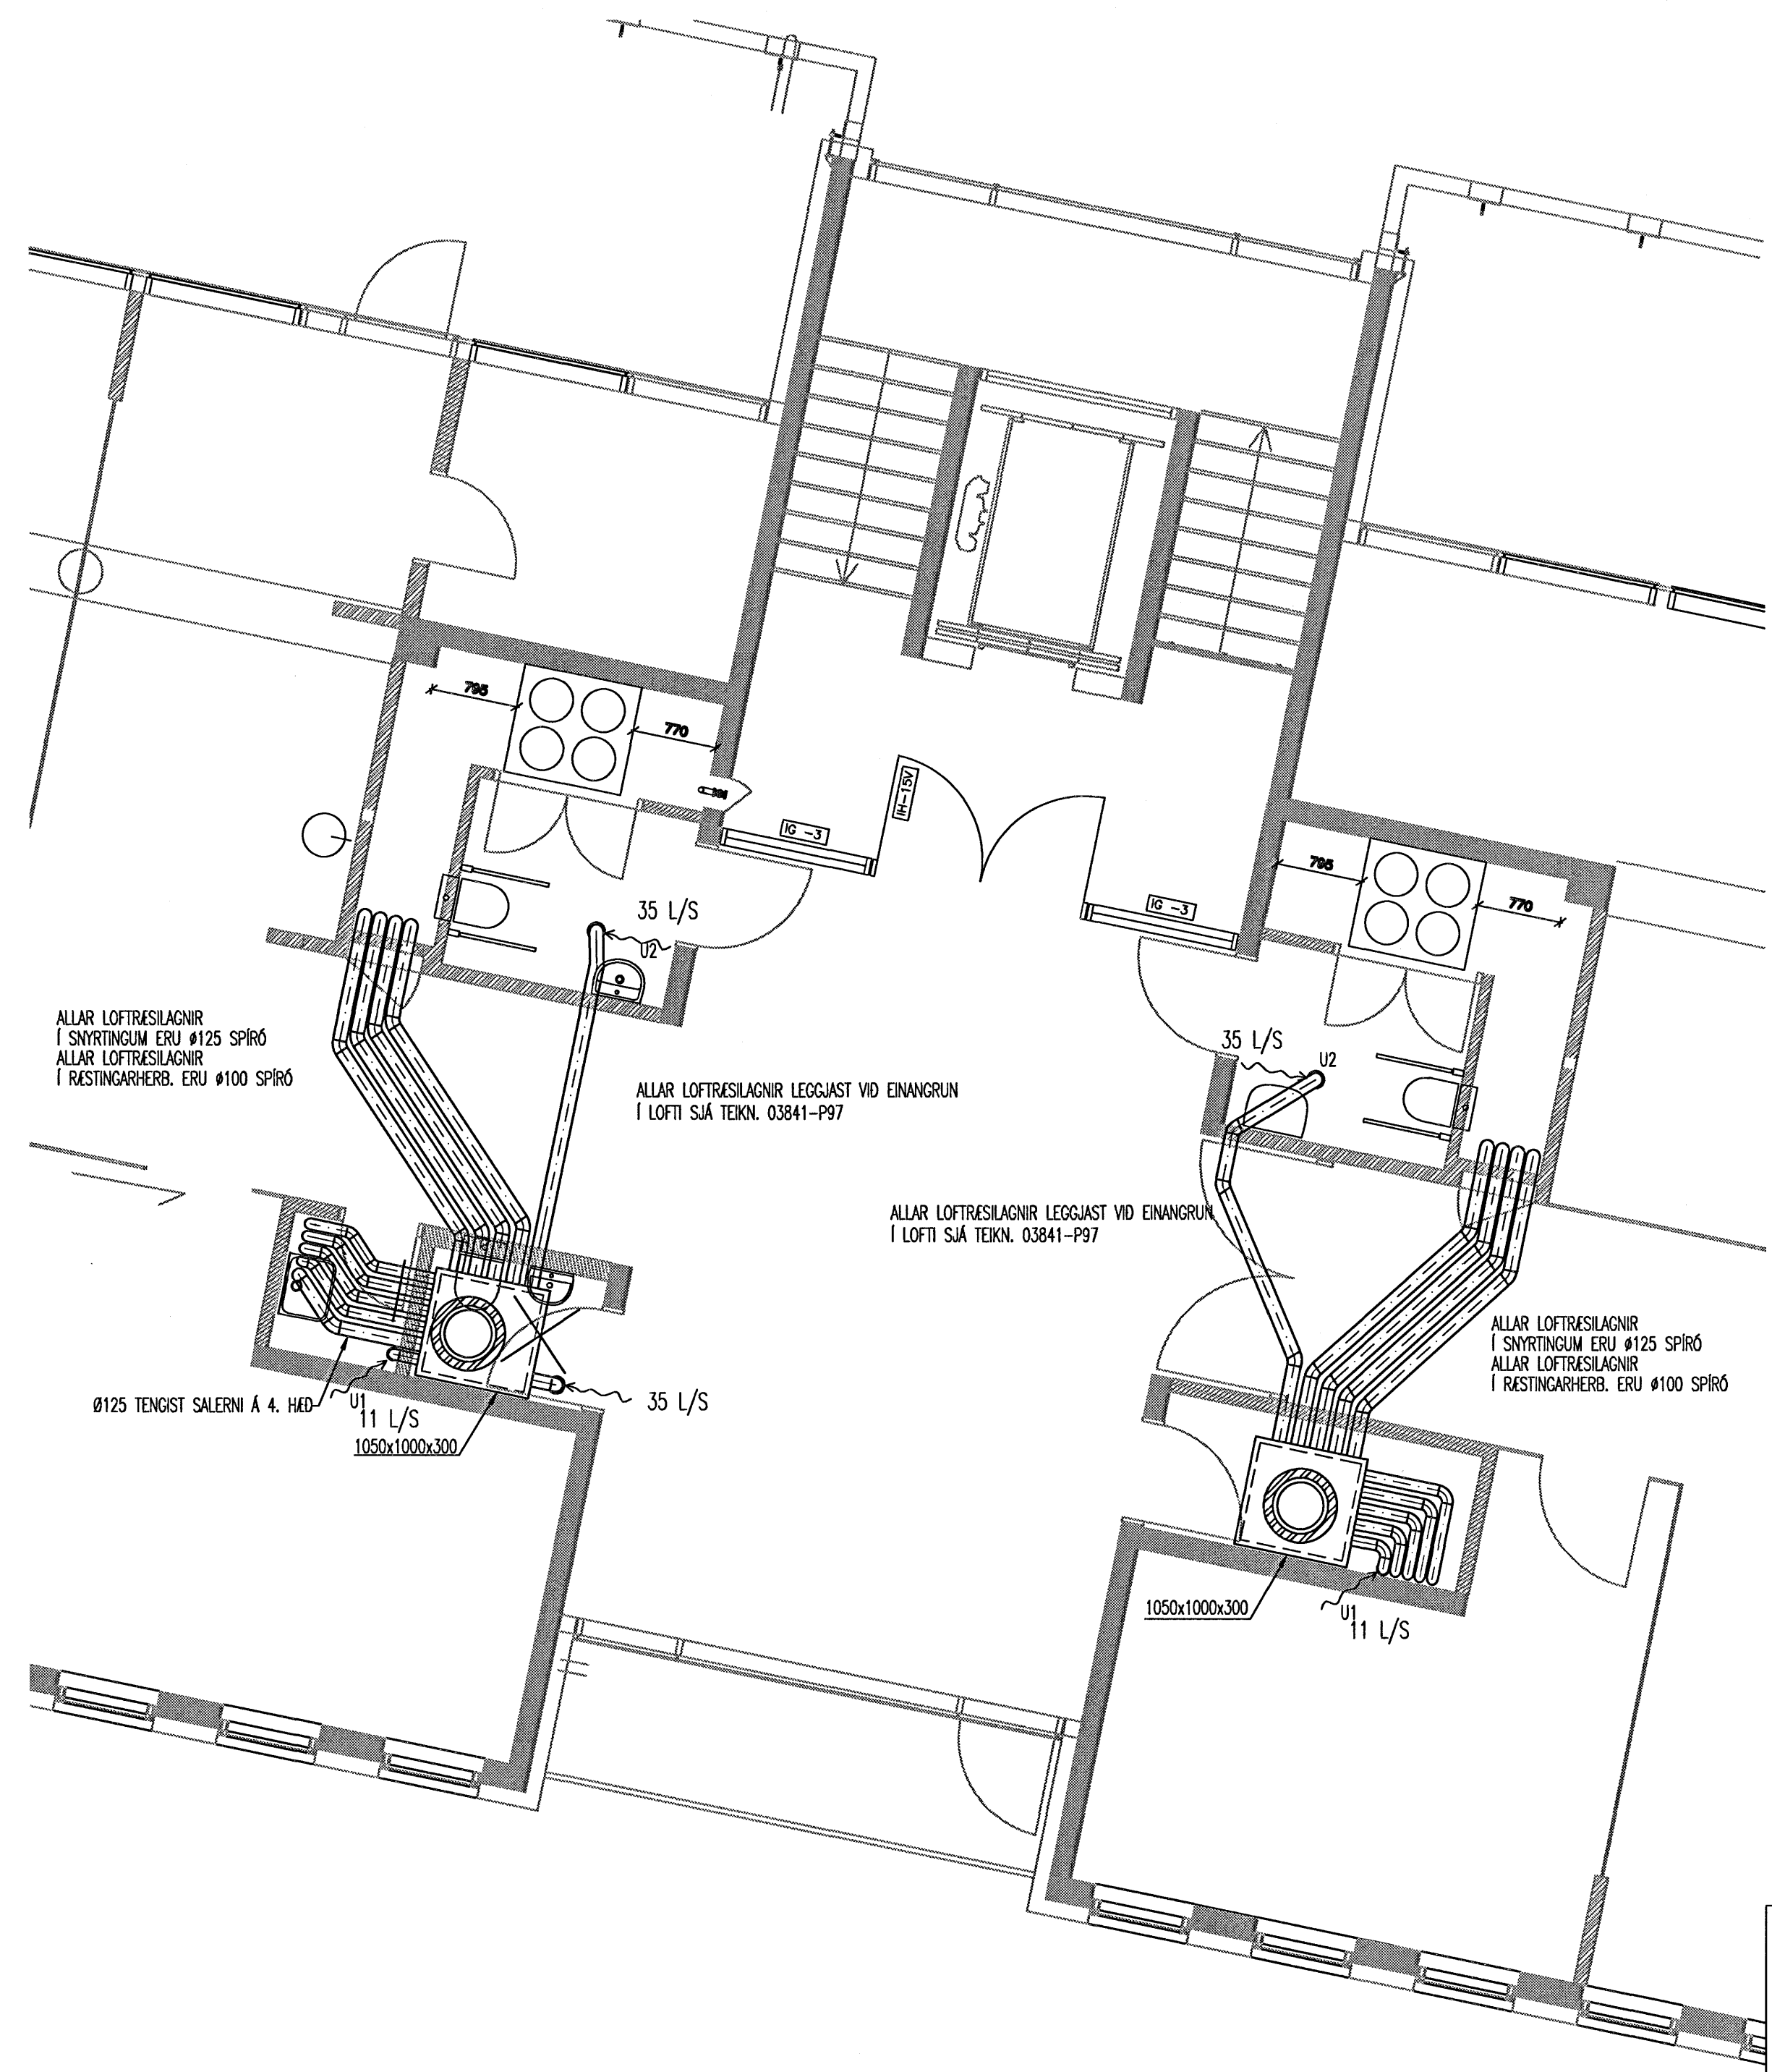 795
770
IH-15V
IG -3
IG -3
795
770
35 L/S
U2
ALLAR LOFTRÆSILAGNIR
Í SNYRTINGUM ERU ø125 SPÍRÓ
ALLAR LOFTRÆSILAGNIR
Í RÆSTINGARHERB. ERU ø100 SPÍRÓ
35 L/S
U2
ALLAR LOFTRÆSILAGNIR LEGGJAST VIÐ EINANGRUN
Í LOFTI SJÁ TEIKN. 03841-P97
ALLAR LOFTRÆSILAGNIR LEGGJAST VIÐ EINANGRUN
Í LOFTI SJÁ TEIKN. 03841-P97
ALLAR LOFTRÆSILAGNIR
Í SNYRTINGUM ERU ø125 SPÍRÓ
ALLAR LOFTRÆSILAGNIR
Í RÆSTINGARHERB. ERU ø100 SPÍRÓ
Ø125 TENGIST SALERNI Á 4. HÆÐ
U1
11 L/S
35 L/S
1050x1000x300
1050x1000x300
U1
11 L/S